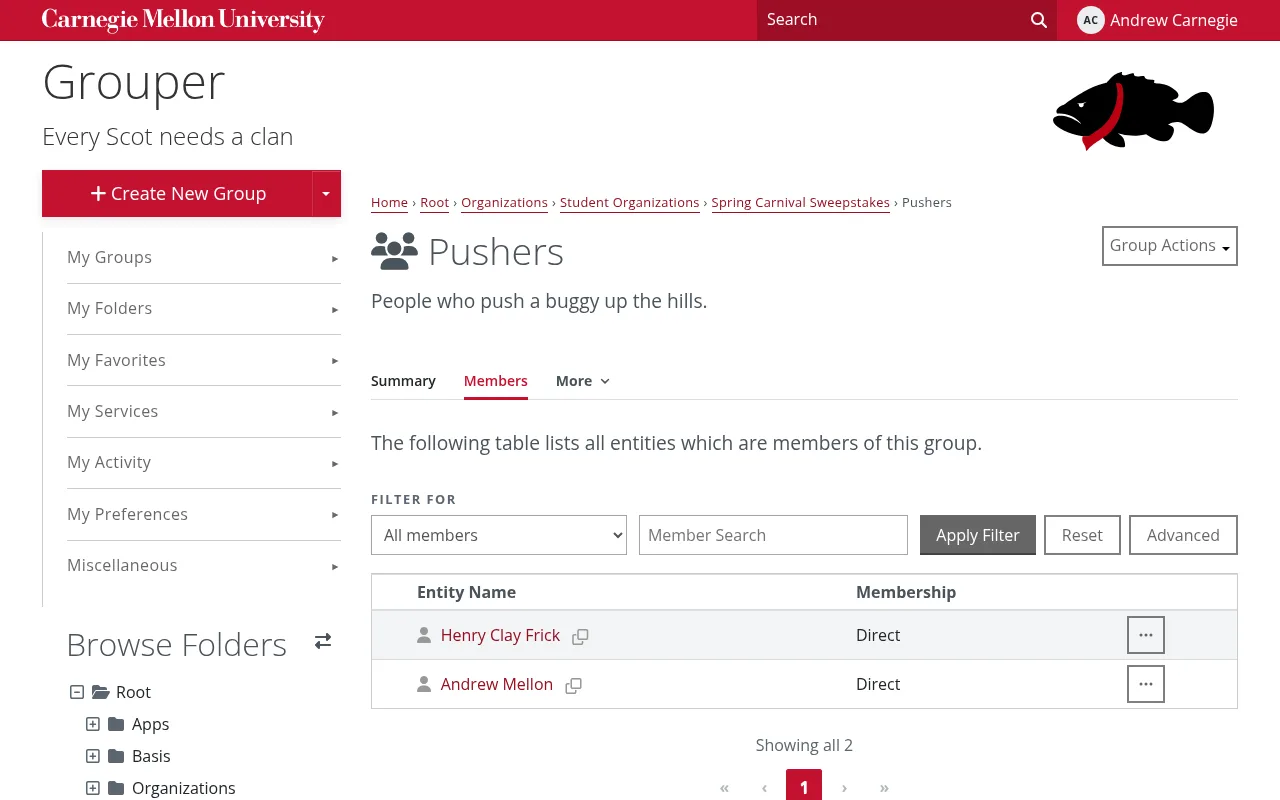 Carnegie Mellon University
Search
AC Andrew Carnegie
Grouper
Every Scot needs a clan
+ Create New Group
My Groups
My Folders
My Favorites
My Services
My Activity
My Preferences
Miscellaneous
Browse Folders
Root
Apps
Basis
Organizations
Home › Root › Organizations › Student Organizations › Spring Carnival Sweepstakes › Pushers
Pushers
Group Actions
People who push a buggy up the hills.
Summary Members More
The following table lists all entities which are members of this group.
FILTER FOR
All members Member Search Apply Filter Reset Advanced
Entity Name Membership
Henry Clay Frick Direct ...
Andrew Mellon Direct ...
Showing all 2
« ‹ 1 › »